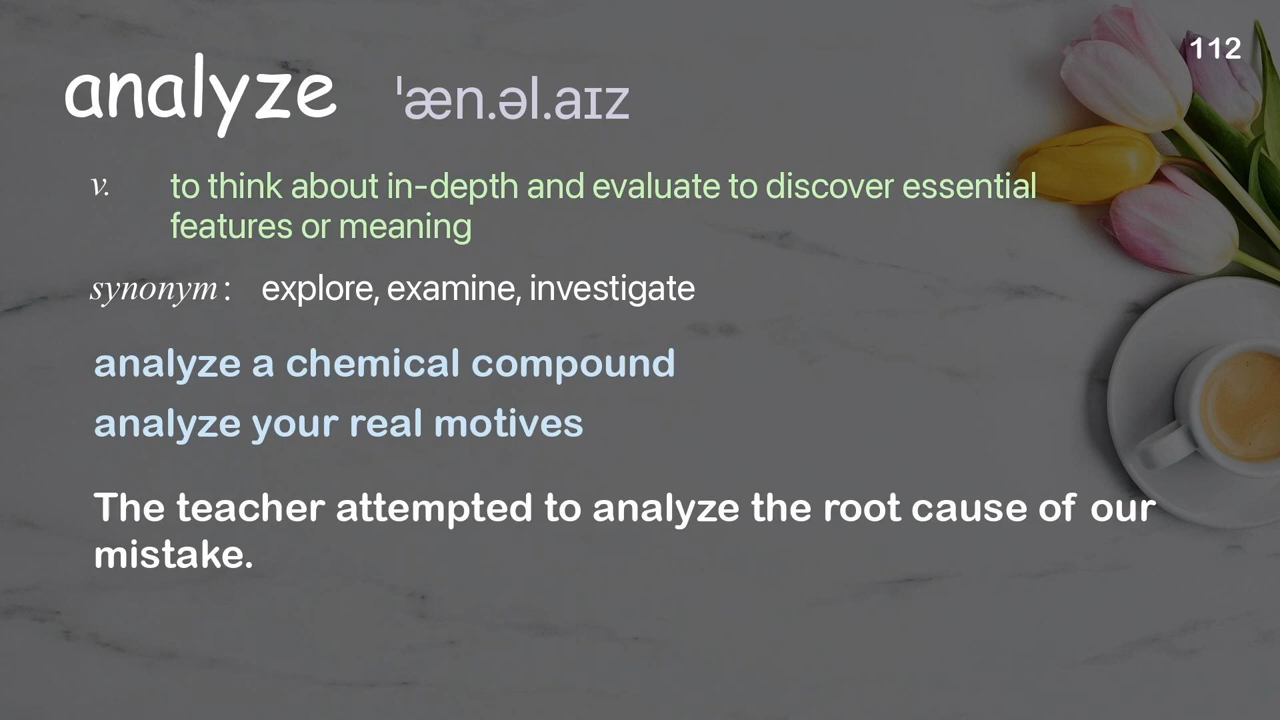 112
analyze ˈæn.əl.aɪz
v. to think about in-depth and evaluate to discover essential
features or meaning
synonym: explore, examine, investigate
analyze a chemical compound
analyze your real motives
The teacher attempted to analyze the root cause of our
mistake.